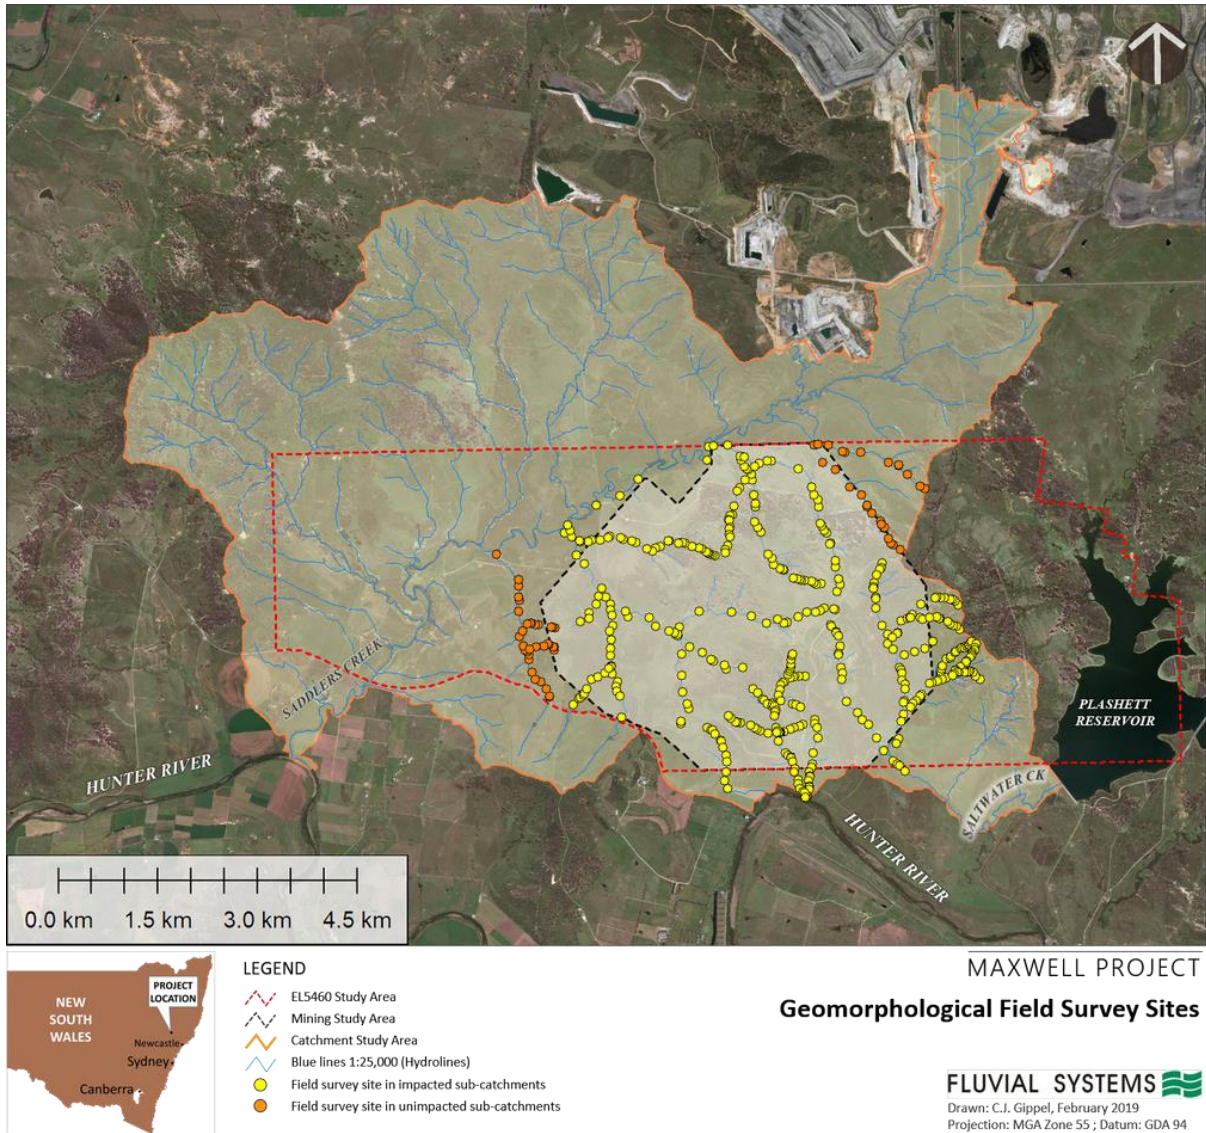 SADDLERS CREEK
PLASHETT
RESERVOIR
HUNTER RIVER
SALTWATER CK
HUNTER RIVER
0.0 km 1.5 km 3.0 km 4.5 km
NEW
SOUTH
WALES
PROJECT
LOCATION
Newcastle
Sydney
Canberra
LEGEND
EL5460 Study Area
Mining Study Area
Catchment Study Area
Blue lines 1:25,000 (Hydrolines)
Field survey site in impacted sub-catchments
Field survey site in unimpacted sub-catchments
MAXWELL PROJECT
Geomorphological Field Survey Sites
FLUVIAL SYSTEMS
Drawn: C.J. Gippel, February 2019
Projection: MGA Zone 55 ; Datum: GDA 94